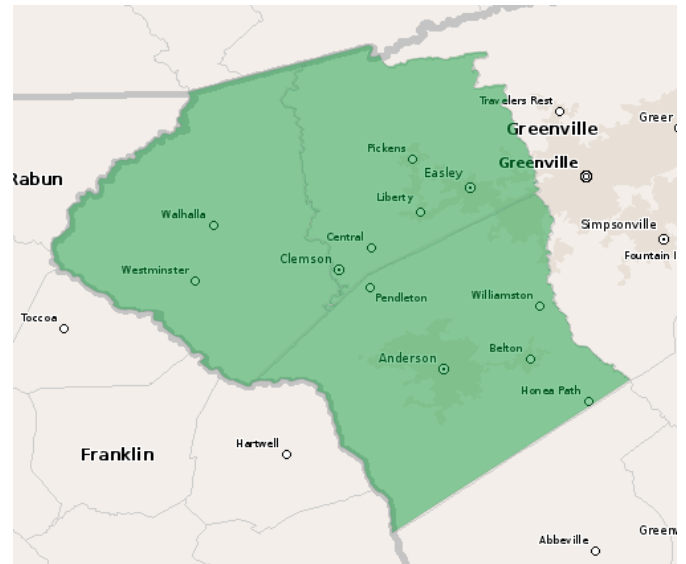 Travelers Rest
Greer
Greenville
Pickens
Greenville
Easley
Rabun
Liberty
Walhalla
Simpsonville
Central
Fountain I
Clemson
Westminster
Pendleton
Williamston
Toccoa
Belton
Anderson
Honea Path
Hartwell
Franklin
Greenw
Abbeville